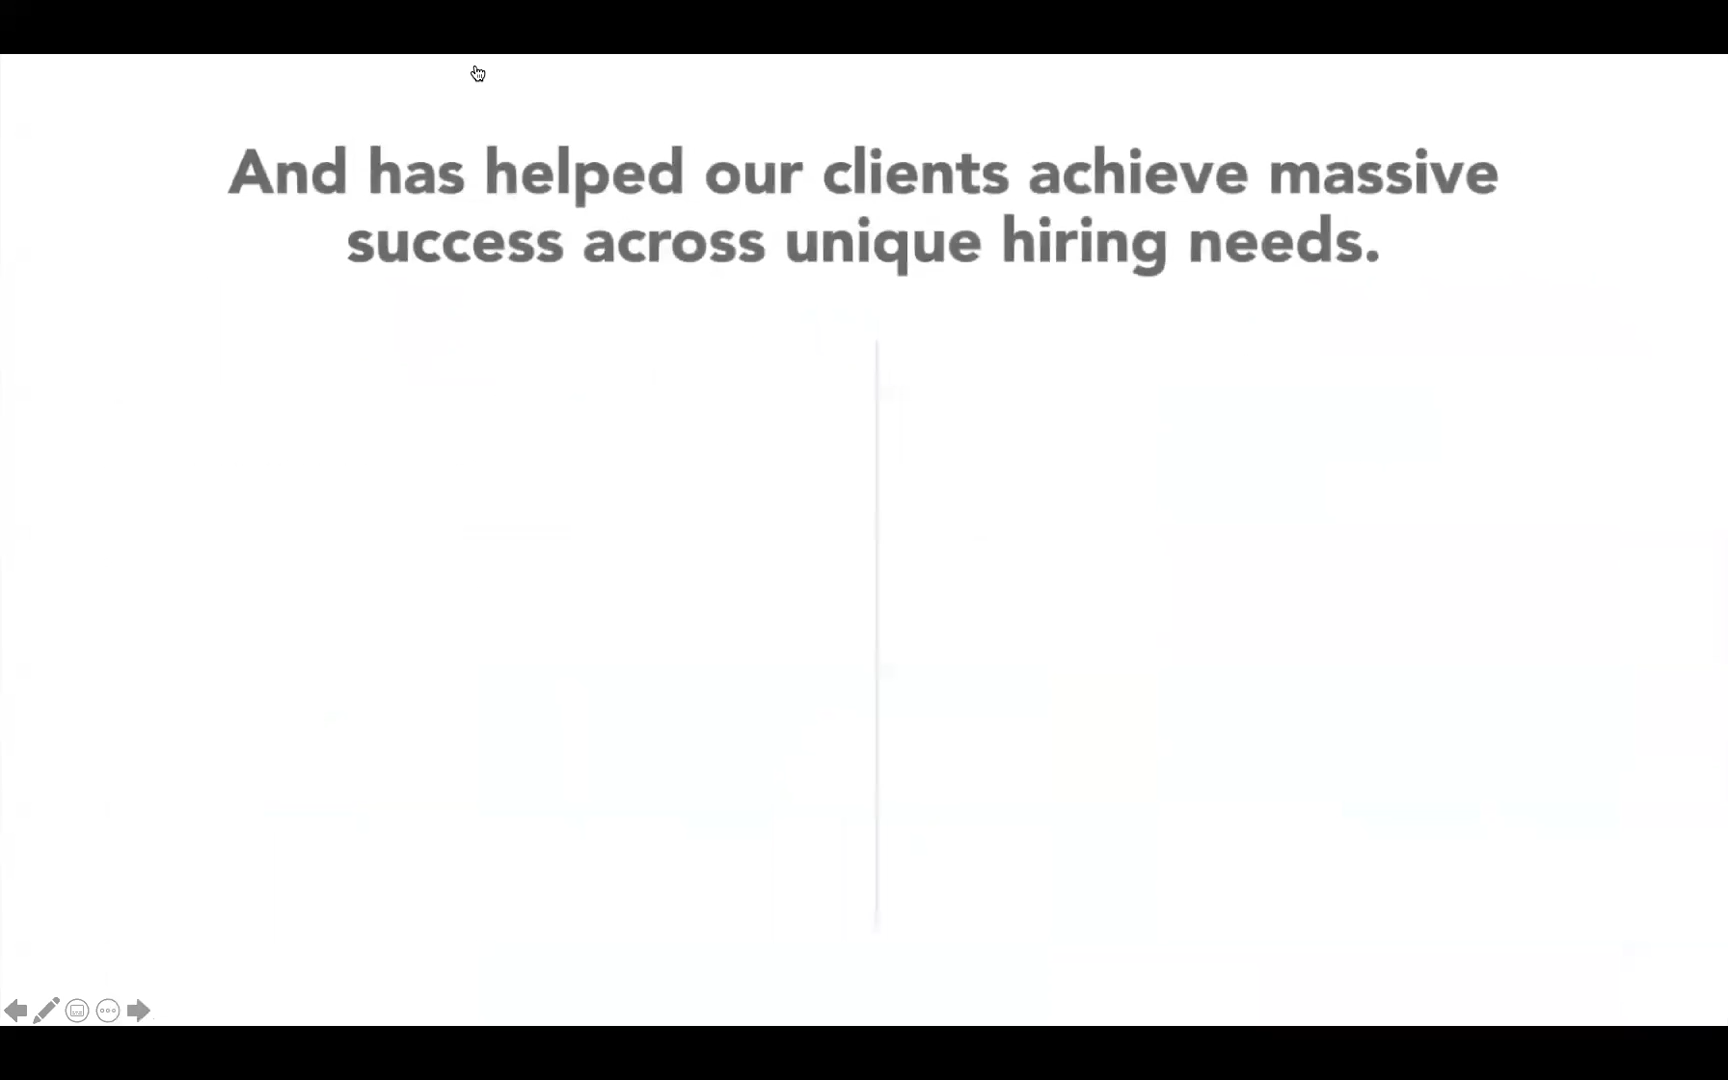 And has helped our clients achieve massive
success across unique hiring needs.